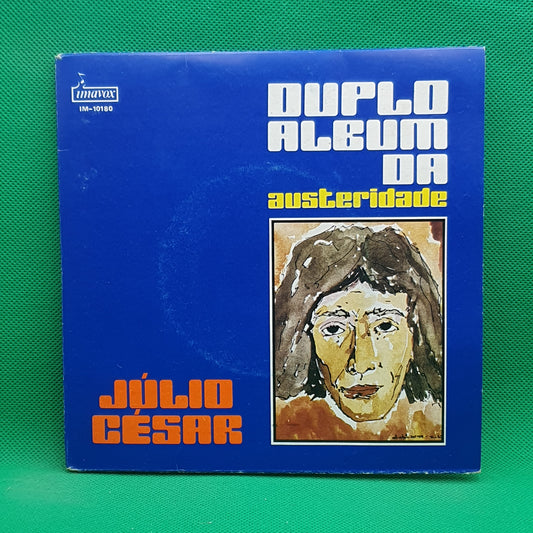 imavox
IM-10180
DUPLO
ALBUM
DA
austeridade
JÚLIO
CÉSAR